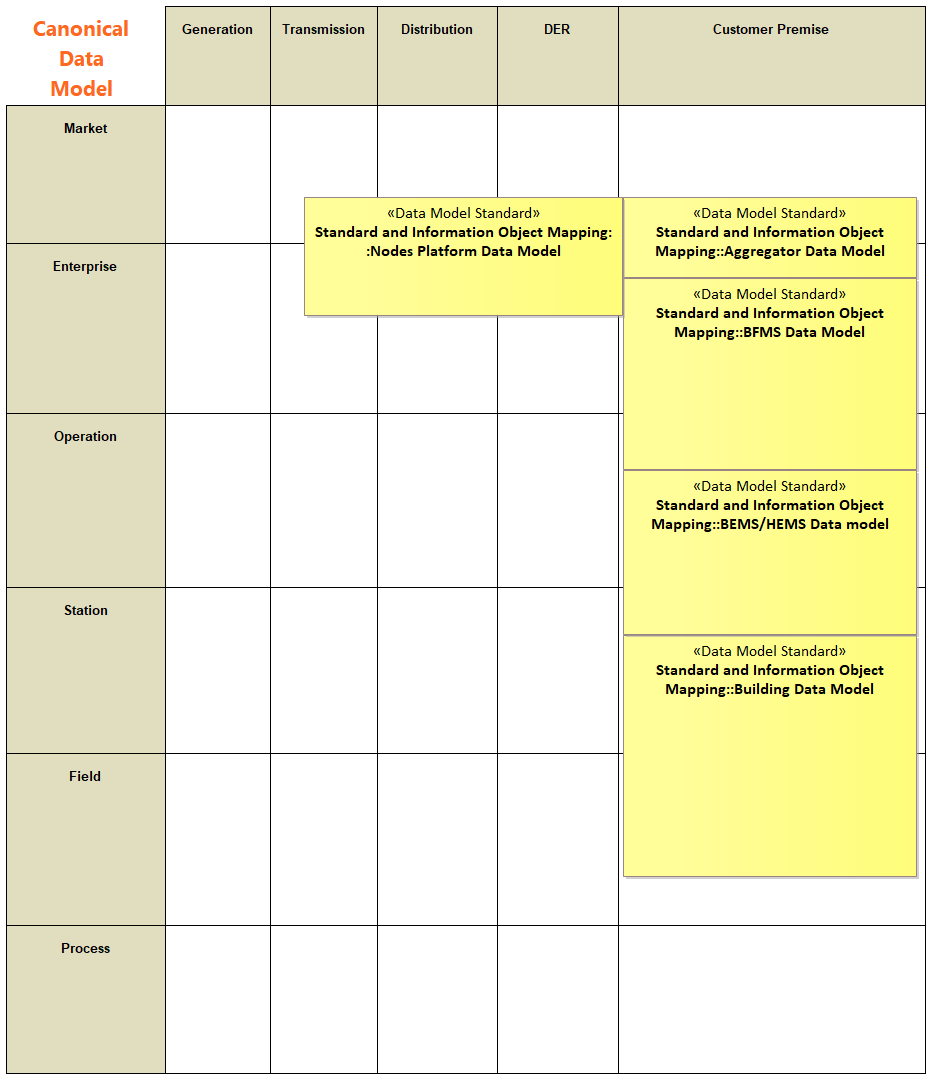 Canonical
Data
Model
Generation
Transmission
Distribution
DER
Customer Premise
Market
«Data Model Standard»
Standard and Information Object Mapping:
:Nodes Platform Data Model
«Data Model Standard»
Standard and Information Object
Mapping::Aggregator Data Model
Enterprise
«Data Model Standard»
Standard and Information Object
Mapping::BFMS Data Model
Operation
«Data Model Standard»
Standard and Information Object
Mapping::BEMS/HEMS Data model
Station
«Data Model Standard»
Standard and Information Object
Mapping::Building Data Model
Field
Process